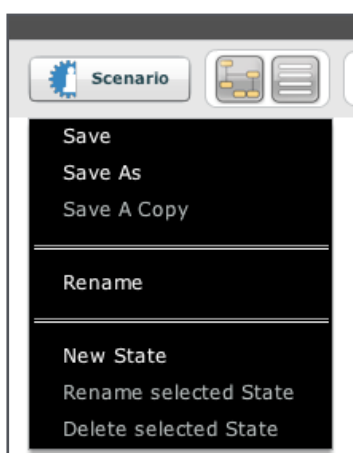 Scenario
Save
Save As
Save A Copy
Rename
New State
Rename selected State
Delete selected State